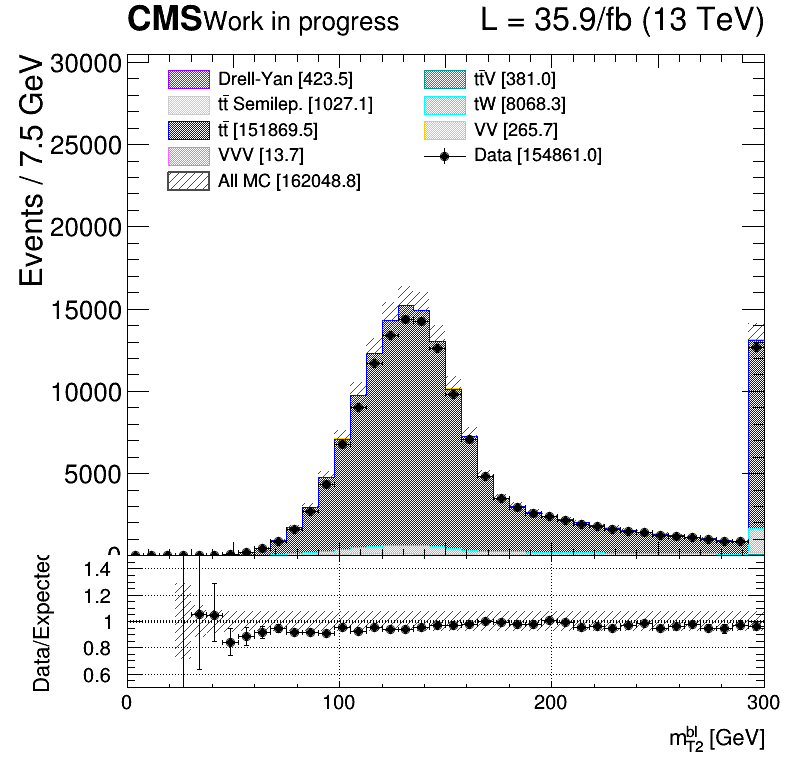 CMS Work in progress L = 35.9/fb (13 TeV)
Events / 7.5 GeV
30000
25000
20000
15000
10000
5000
0
Drell-Yan [423.5]
tt̄V [381.0]
tt̄ Semilep. [1027.1]
tW [8068.3]
tt̄ [151869.5]
VV [265.7]
VVV [13.7]
Data [154861.0]
All MC [162048.8]
Data/Expected
1.4
1.2
1
0.8
0.6
0 100 200 300
m_T2^bl [GeV]